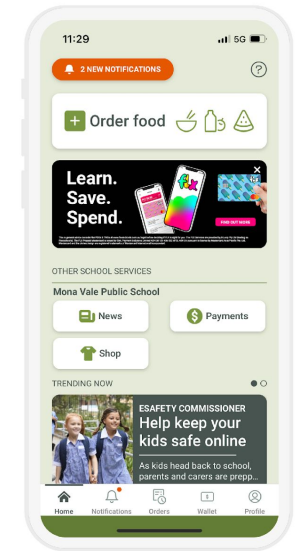 11:29
5G
2 NEW NOTIFICATIONS
?
Order food
Learn.
Save.
Spend.
FIND OUT MORE
OTHER SCHOOL SERVICES
Mona Vale Public School
News
Payments
Shop
TRENDING NOW
ESAFETY COMMISSIONER
Help keep your
kids safe online
As kids head back to school,
parents and carers are prepp...
Home
Notifications
Orders
Wallet
Profile